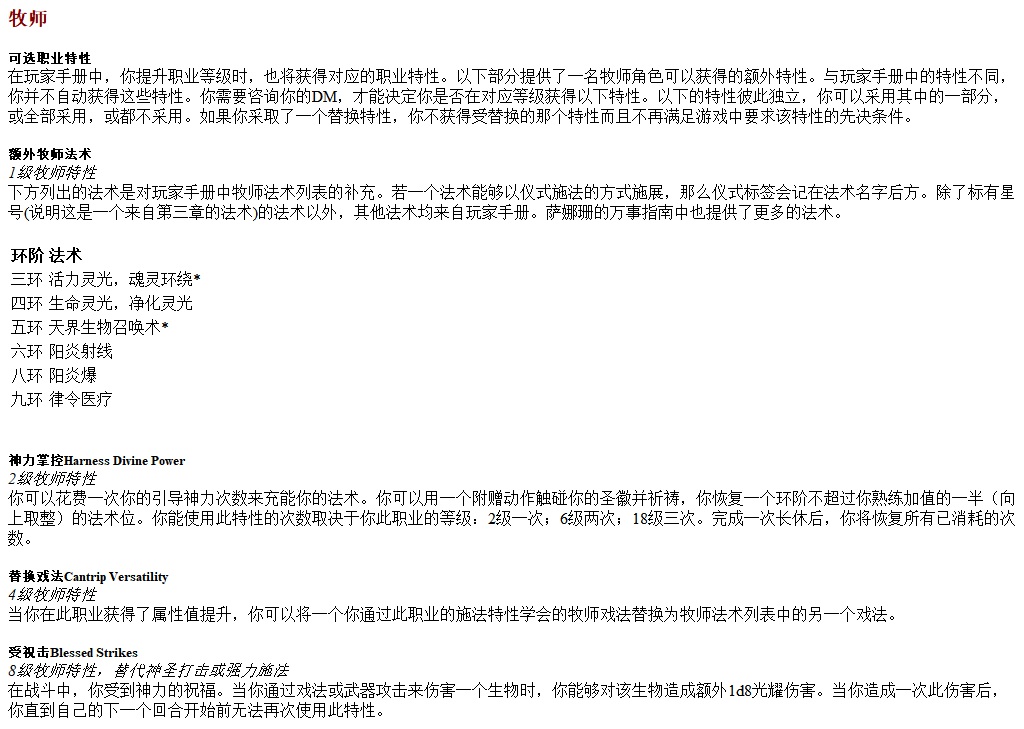 牧师
可选职业特性
在玩家手册中，你提升职业等级时，也将获得对应的职业特性。以下部分提供了一名牧师角色可以获得的额外特性。与玩家手册中的特性不同，
你并不自动获得这些特性。你需要咨询你的DM，才能决定你是否在对应等级获得以下特性。以下的特性彼此独立，你可以采用其中的一部分，
或全部采用，或都不采用。如果你采取了一个替换特性，你不获得受替换的那个特性而且不再满足游戏中要求该特性的先决条件。
额外牧师法术
1级牧师特性
下方列出的法术是对玩家手册中牧师法术列表的补充。若一个法术能够以仪式施法的方式施展，那么仪式标签会记在法术名字后方。除了标有星
号(说明这是一个来自第三章的法术)的法术以外，其他法术均来自玩家手册。萨娜珊的万事指南中也提供了更多的法术。
环阶 法术
三环 活力灵光，魂灵环绕*
四环 生命灵光，净化灵光
五环 天界生物召唤术*
六环 阳炎射线
八环 阳炎爆
九环 律令医疗
神力掌控Harness Divine Power
2级牧师特性
你可以花费一次你的引导神力次数来充能你的法术。你可以用一个附赠动作触碰你的圣徽并祈祷，你恢复一个环阶不超过你熟练加值的一半（向
上取整）的法术位。你能使用此特性的次数取决于你此职业的等级：2级一次；6级两次；18级三次。完成一次长休后，你将恢复所有已消耗的次
数。
替换戏法Cantrip Versatility
4级牧师特性
当你在此职业获得了属性值提升，你可以将一个你通过此职业的施法特性学会的牧师戏法替换为牧师法术列表中的另一个戏法。
受祝击Blessed Strikes
8级牧师特性，替代神圣打击或强力施法
在战斗中，你受到神力的祝福。当你通过戏法或武器攻击来伤害一个生物时，你能够对该生物造成额外1d8光耀伤害。当你造成一次此伤害后，
你直到自己的下一个回合开始前无法再次使用此特性。